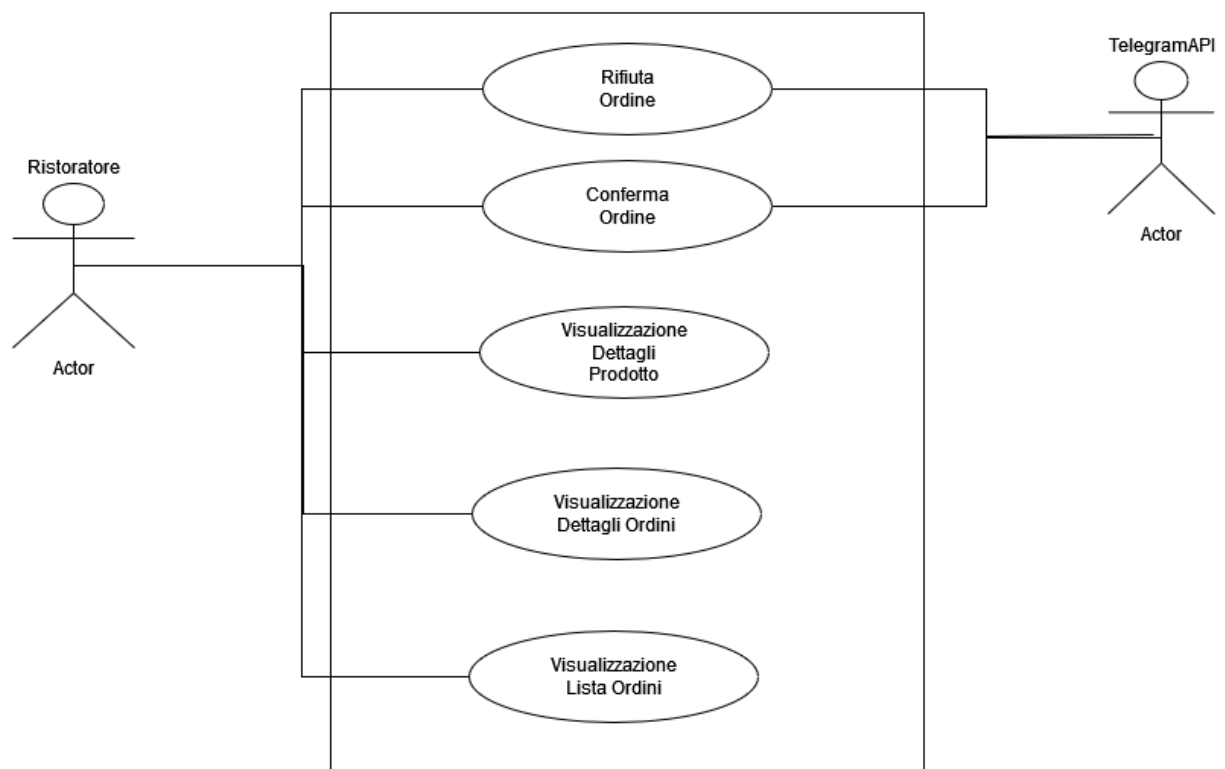 TelegramAPI
Rifiuta
Ordine
Ristoratore
Conferma
Ordine
Actor
Visualizzazione
Dettagli
Prodotto
Actor
Visualizzazione
Dettagli Ordini
Visualizzazione
Lista Ordini